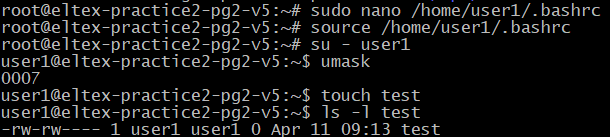 root@eltex-practice2-pg2-v5:~# sudo nano /home/user1/.bashrc
root@eltex-practice2-pg2-v5:~# source /home/user1/.bashrc
root@eltex-practice2-pg2-v5:~# su - user1
user1@eltex-practice2-pg2-v5:~$ umask
0007
user1@eltex-practice2-pg2-v5:~$ touch test
user1@eltex-practice2-pg2-v5:~$ ls -l test
-rw-rw---- 1 user1 user1 0 Apr 11 09:13 test